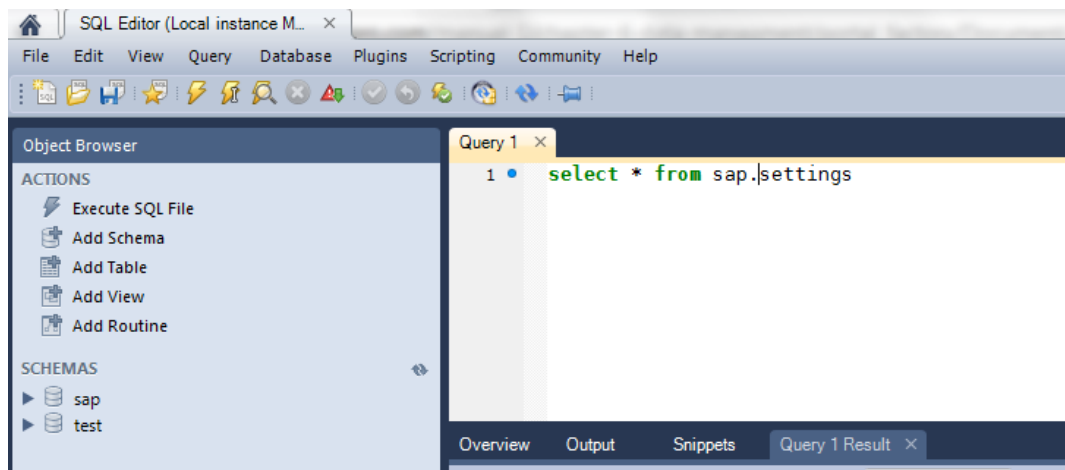 SQL Editor (Local instance M... ×
File Edit View Query Database Plugins Scripting Community Help
Object Browser
ACTIONS
Execute SQL File
Add Schema
Add Table
Add View
Add Routine
SCHEMAS
sap
test
Query 1 ×
1 select * from sap.settings
Overview Output Snippets Query 1 Result ×